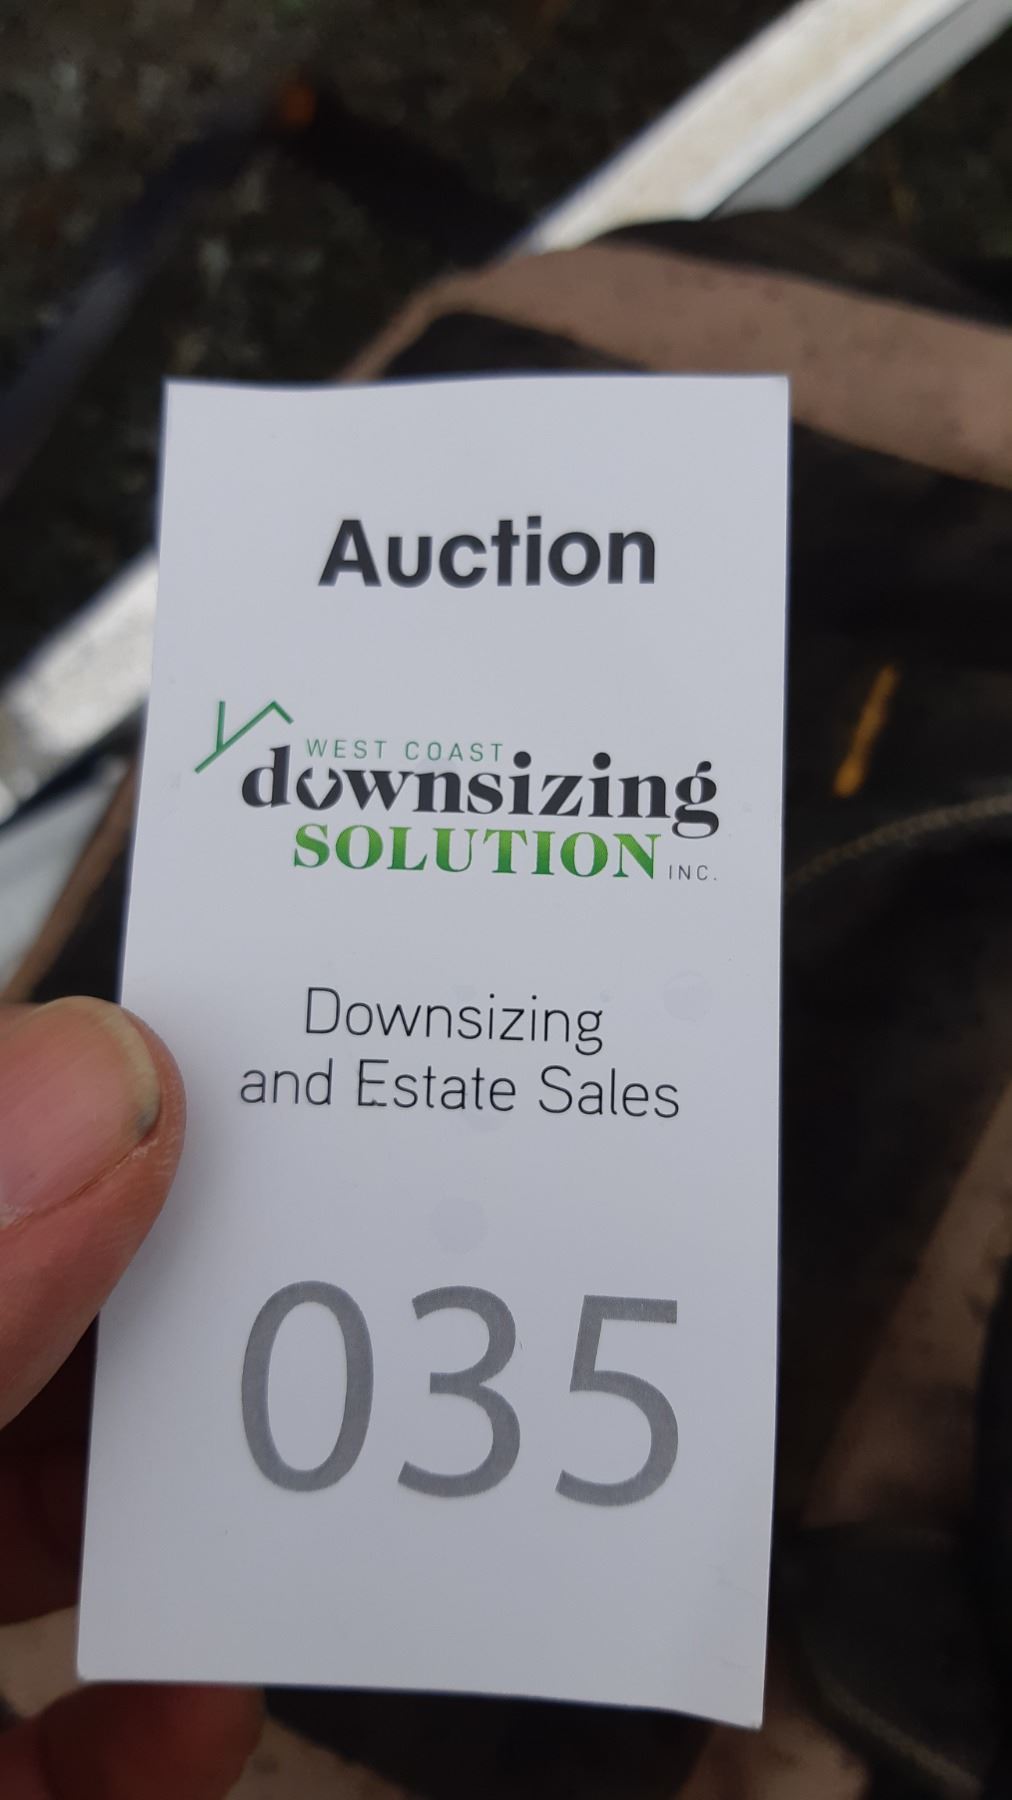 Auction
WEST COAST
downsizing
SOLUTION INC.
Downsizing
and Estate Sales
035